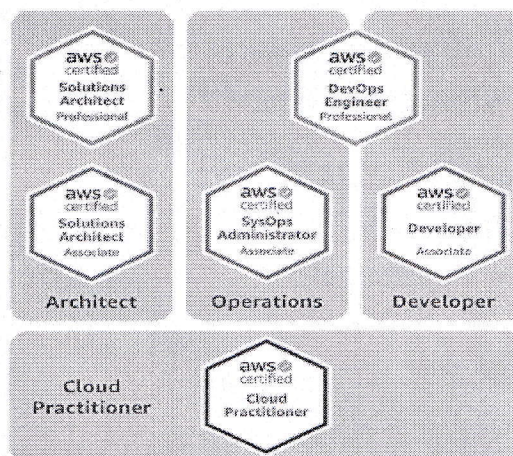 aws
certified
Solutions
Architect
Professional
aws
certified
DevOps
Engineer
Professional
aws
certified
Solutions
Architect
Associate
aws
certified
SysOps
Administrator
Associate
aws
certified
Developer
Associate
Architect
Operations
Developer
Cloud
Practitioner
aws
certified
Cloud
Practitioner